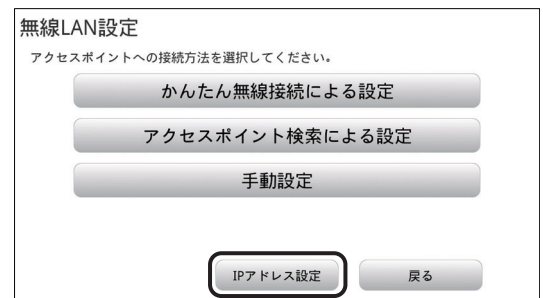 無線LAN設定
アクセスポイントへの接続方法を選択してください。
かんたん無線接続による設定
アクセスポイント検索による設定
手動設定
IPアドレス設定
戻る